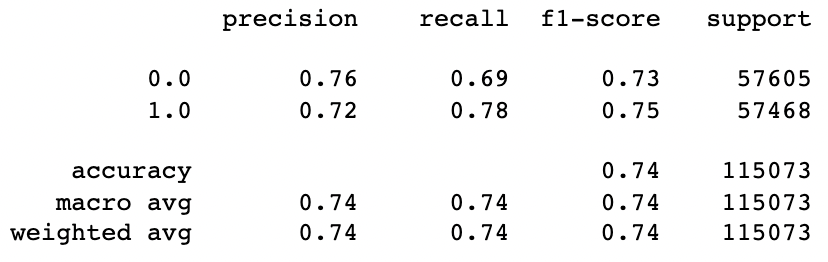 precision recall f1-score support
0.0 0.76 0.69 0.73 57605
1.0 0.72 0.78 0.75 57468
accuracy 0.74 115073
macro avg 0.74 0.74 0.74 115073
weighted avg 0.74 0.74 0.74 115073